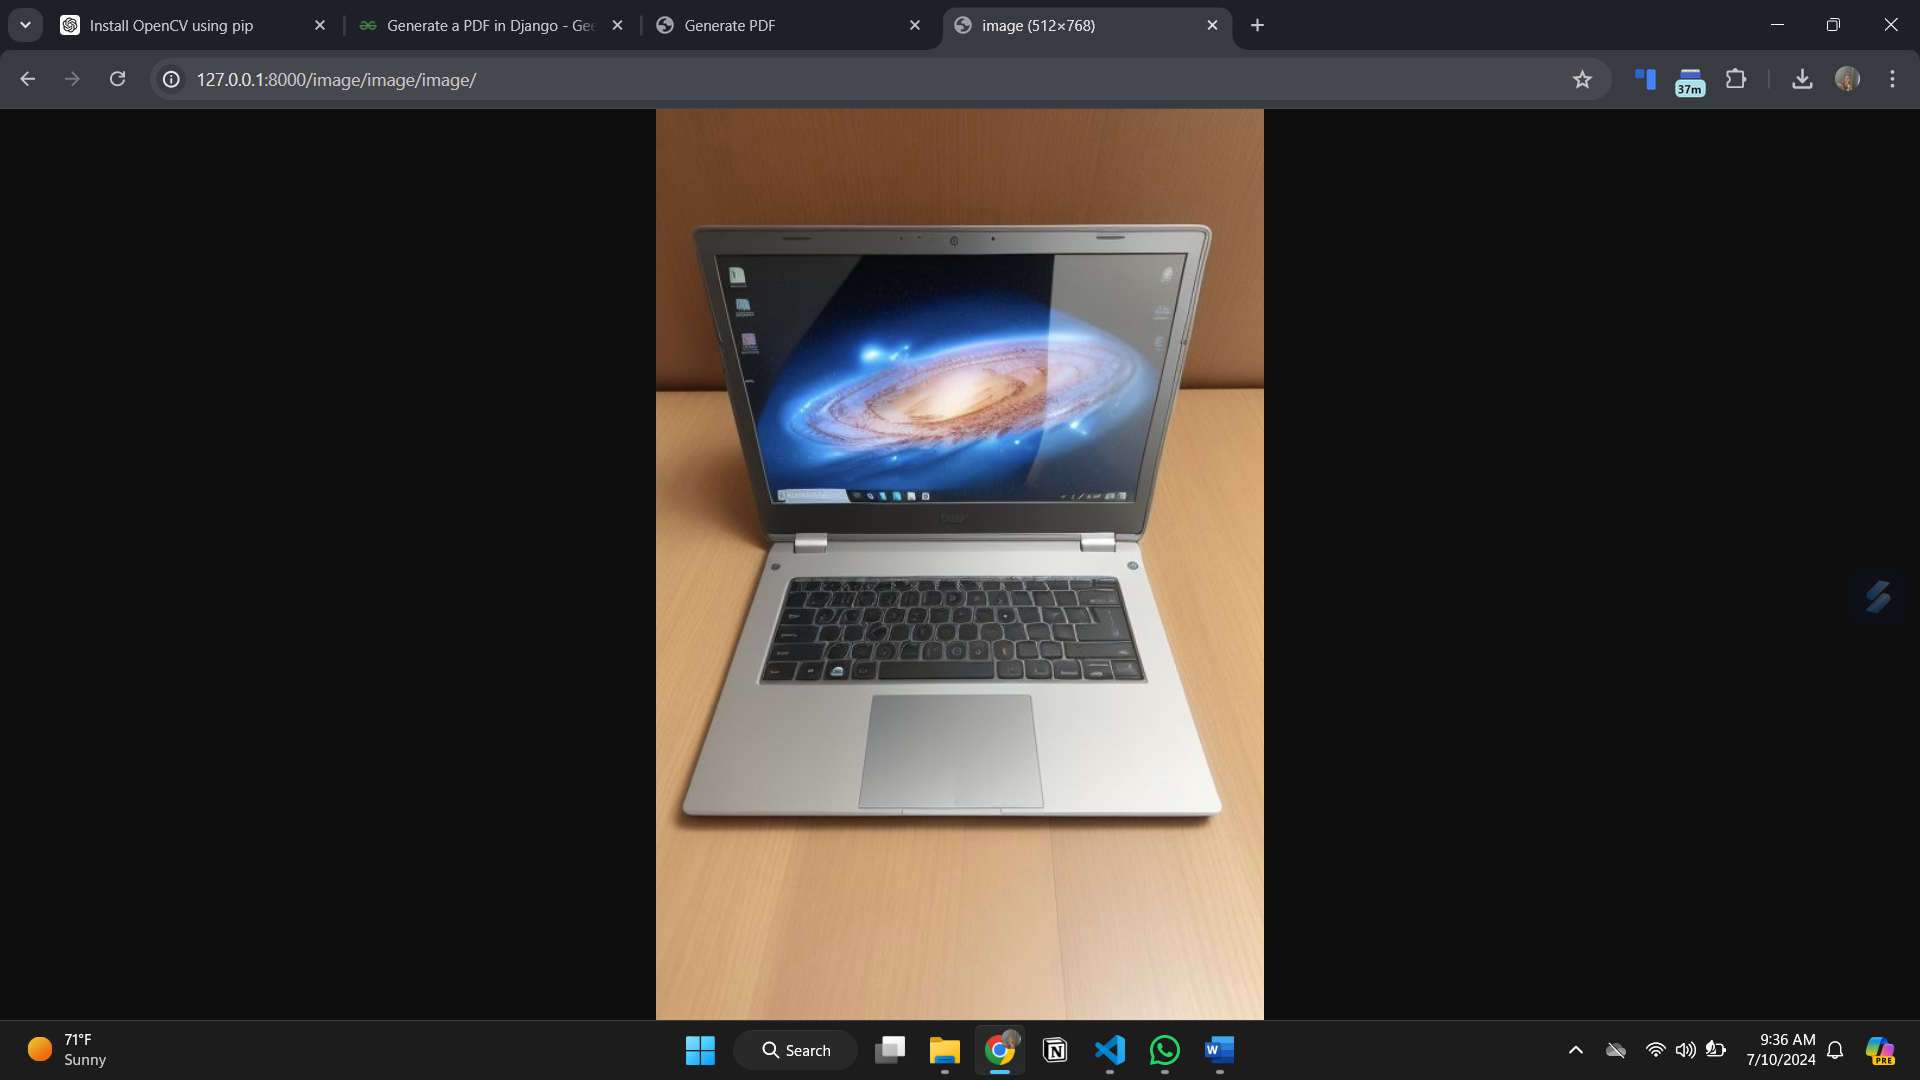 Install OpenCV using pip
Generate a PDF in Django - Gee
Generate PDF
image (512×768)
127.0.0.1:8000/image/image/image/
37m
71°F
Sunny
Search
9:36 AM
7/10/2024
PRE